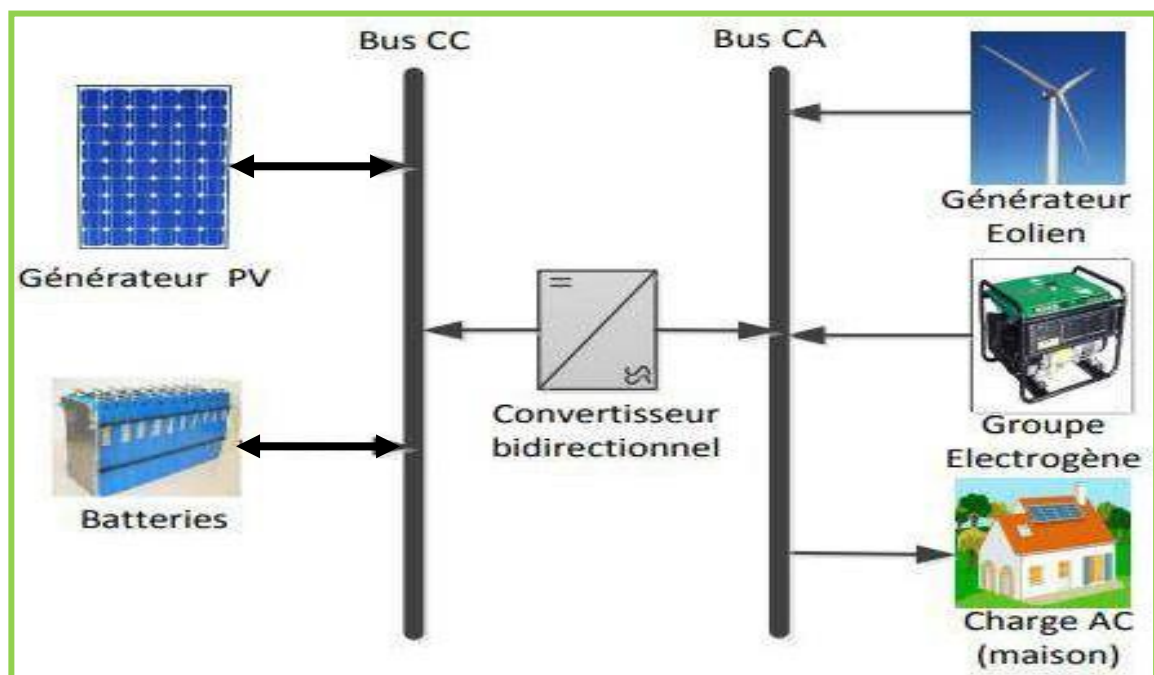 Bus CC
Bus CA
Générateur PV
Générateur
Eolien
Convertisseur
bidirectionnel
Groupe
Electrogène
Batteries
Charge AC
(maison)